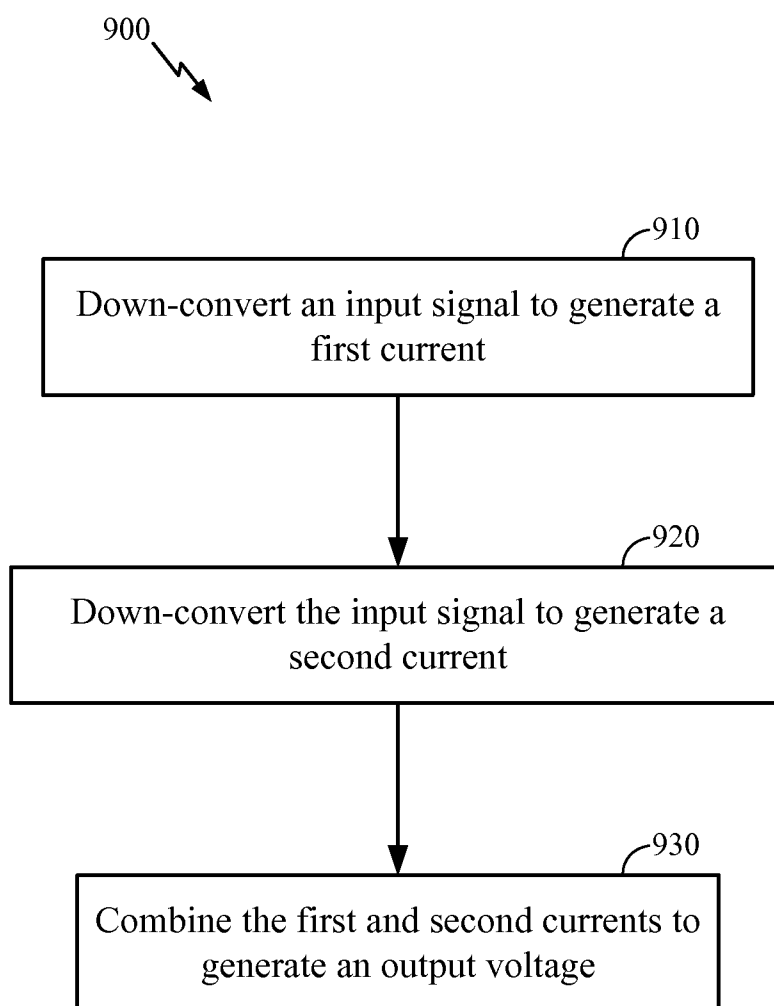 900
910
Down-convert an input signal to generate a
first current
920
Down-convert the input signal to generate a
second current
930
Combine the first and second currents to
generate an output voltage